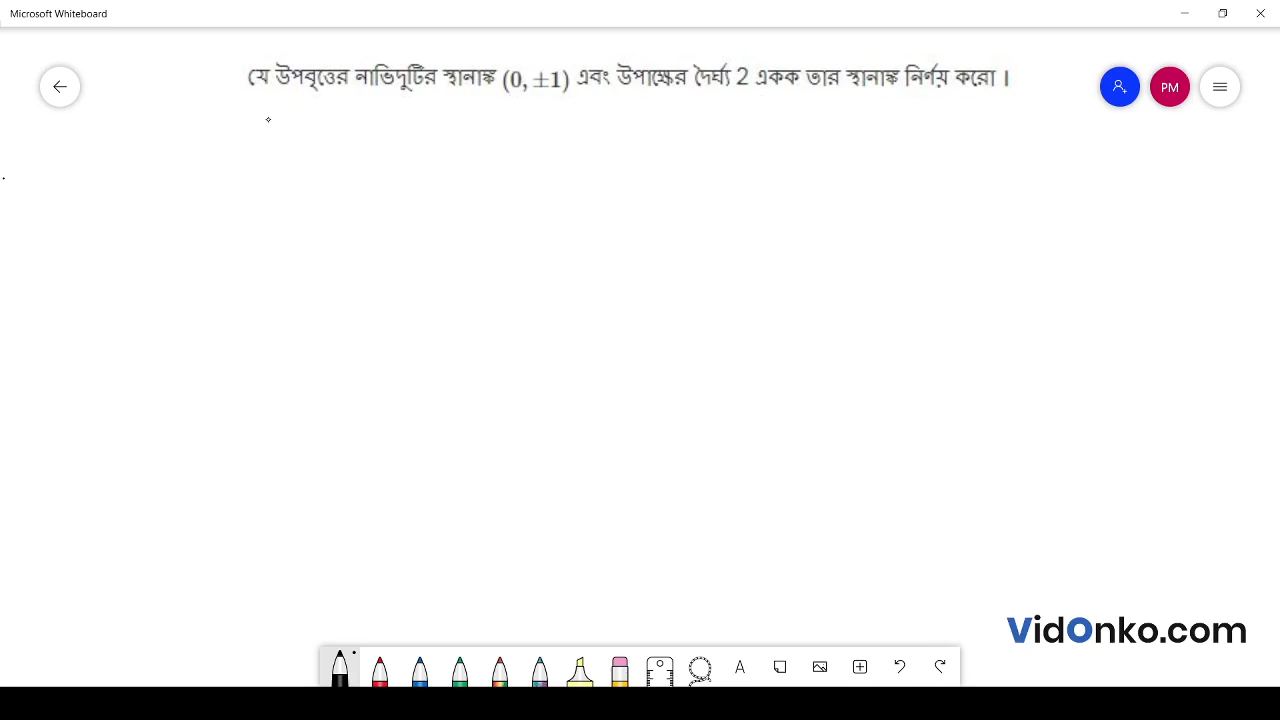 Microsoft Whiteboard
যে উপবৃত্তের নাভিদুটির স্থানাঙ্ক (0, ±1) এবং উপাক্ষের দৈর্ঘ্য 2 একক তার স্থানাঙ্ক নির্ণয় করো ।
PM
VidOnko.com
A